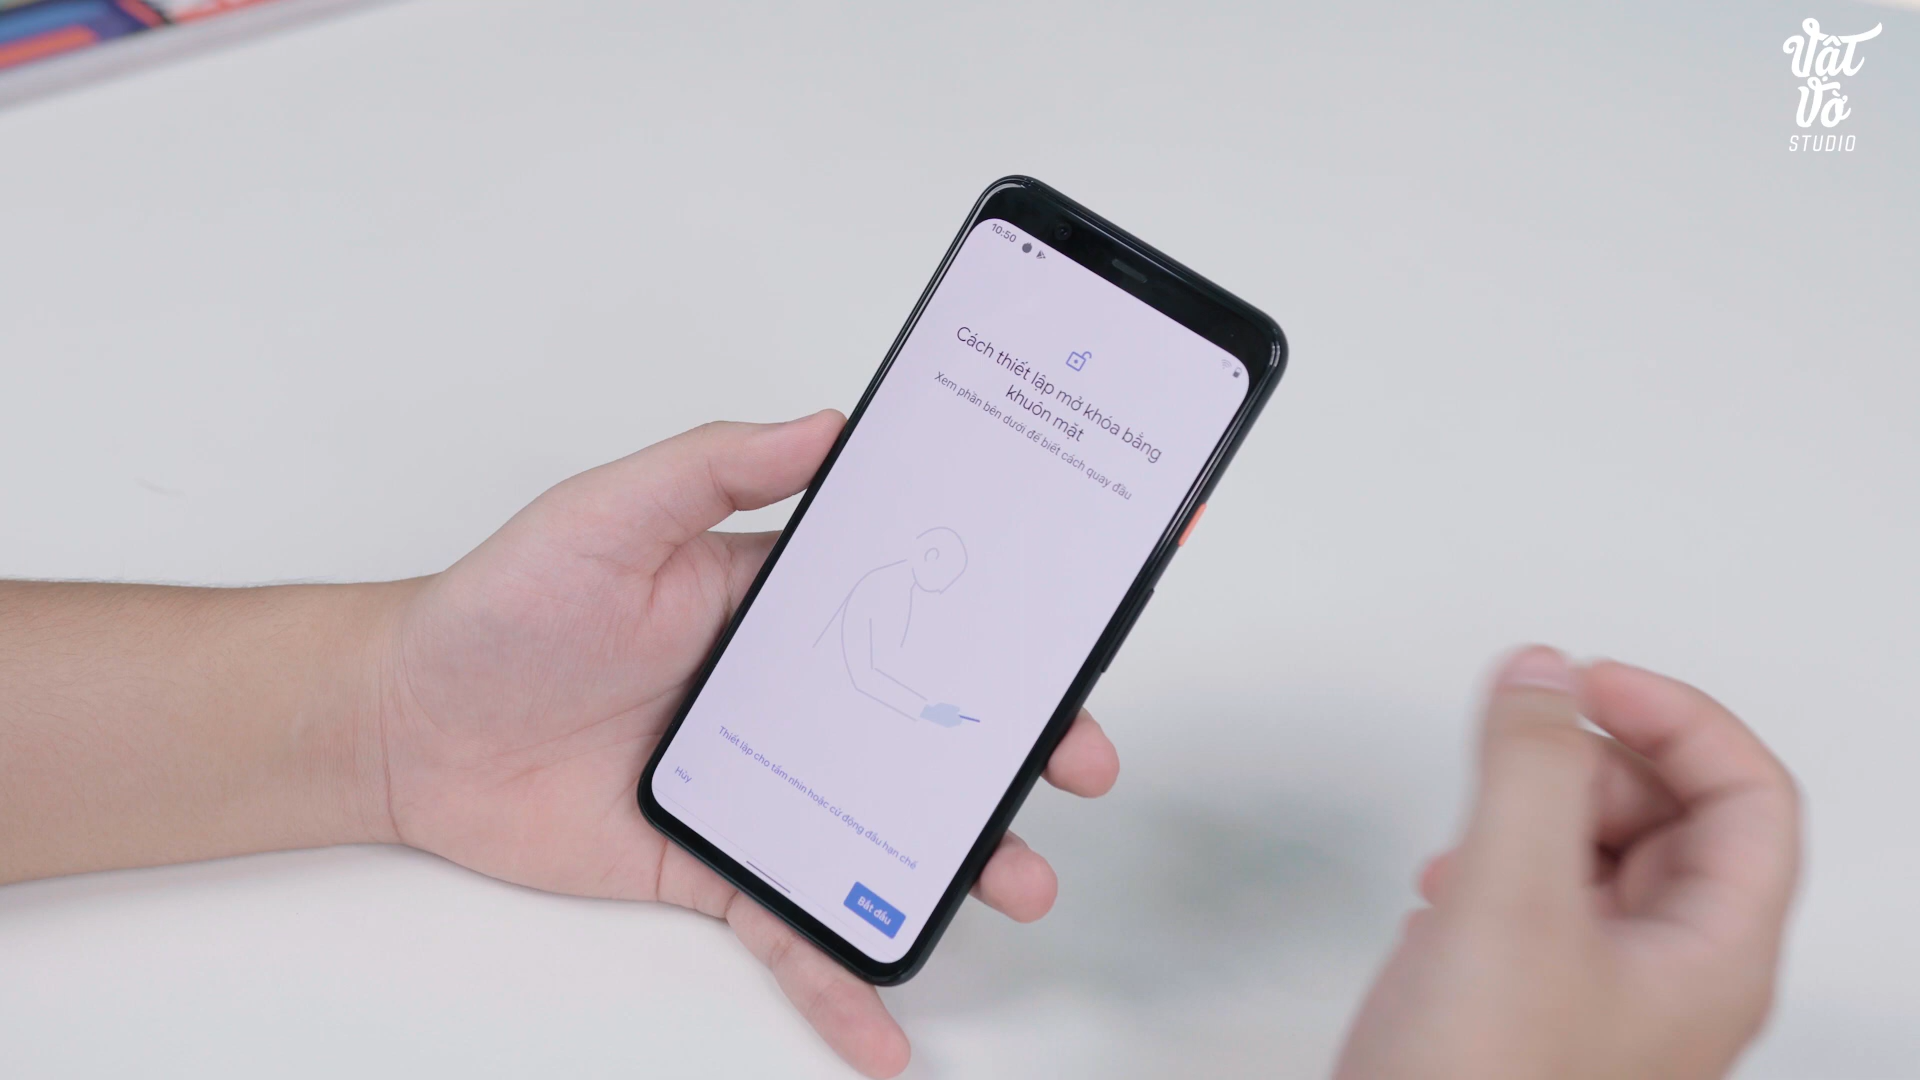 Vật
Vờ
STUDIO
10:50
Cách thiết lập mở khóa bằng
khuôn mặt
Xem phần bên dưới để biết cách quay đầu
Thiết lập cho tầm nhìn hoặc cử động đầu hạn chế
Hủy
Bắt đầu